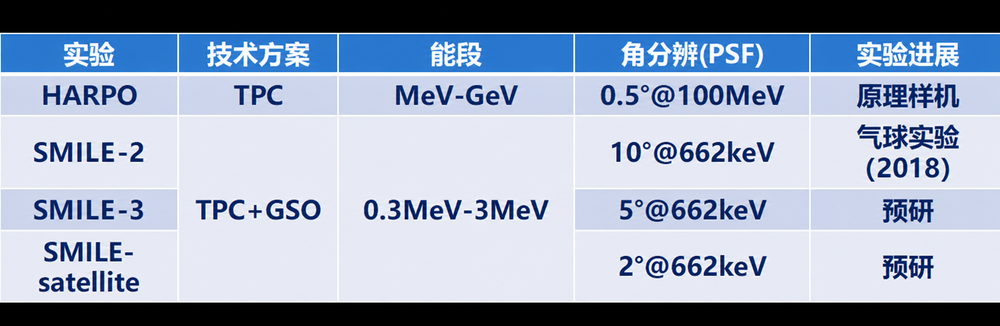 实验 技术方案 能段 角分辨(PSF) 实验进展
HARPO TPC MeV-GeV 0.5°@100MeV 原理样机
SMILE-2 10°@662keV 气球实验
(2018)
SMILE-3 TPC+GSO 0.3MeV-3MeV 5°@662keV 预研
SMILE-
satellite 2°@662keV 预研